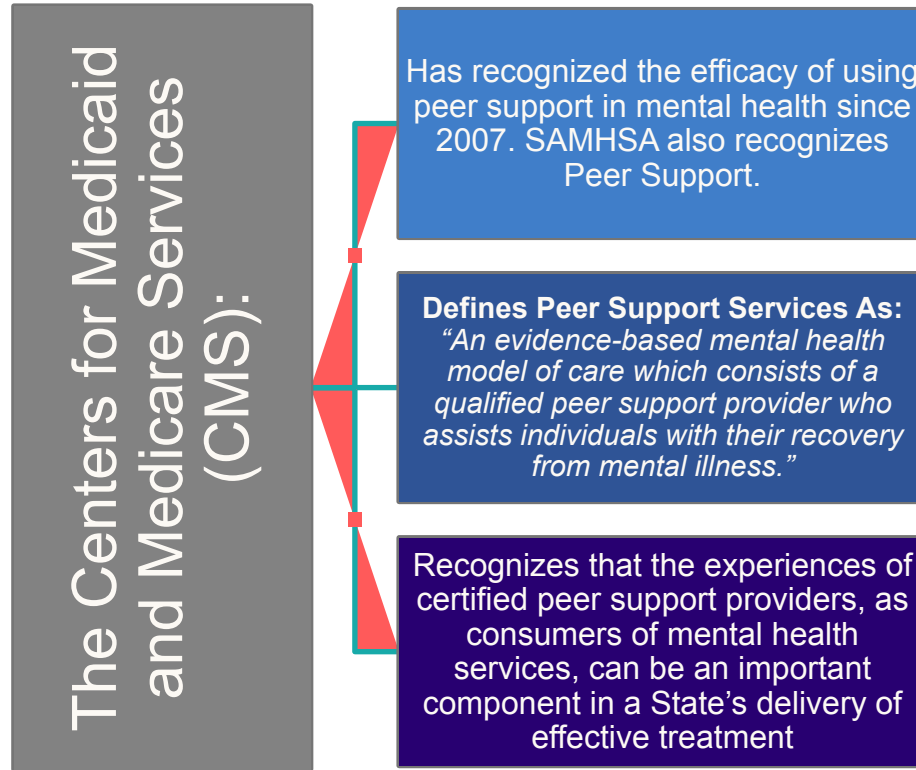 The Centers for Medicaid
and Medicare Services
(CMS):
Has recognized the efficacy of using
peer support in mental health since
2007. SAMHSA also recognizes
Peer Support.
Defines Peer Support Services As:
“An evidence-based mental health
model of care which consists of a
qualified peer support provider who
assists individuals with their recovery
from mental illness.”
Recognizes that the experiences of
certified peer support providers, as
consumers of mental health
services, can be an important
component in a State’s delivery of
effective treatment